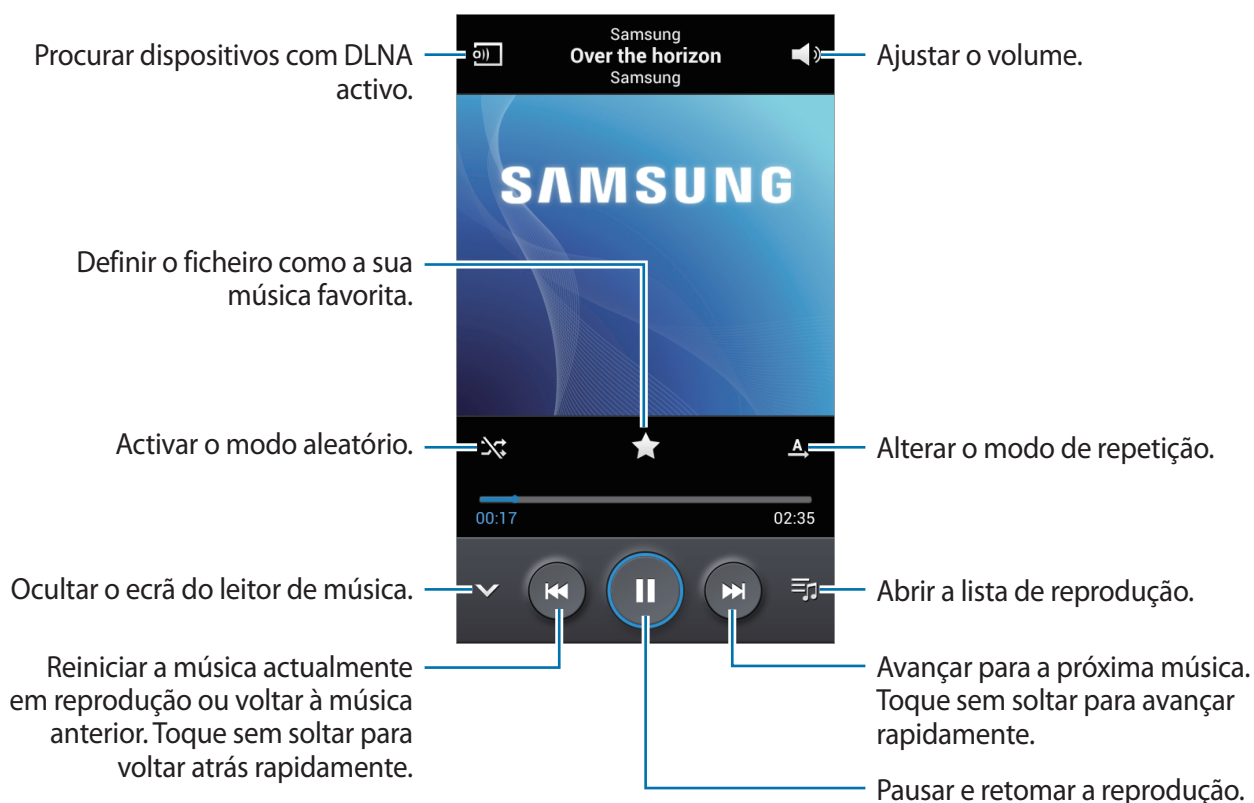 Procurar dispositivos com DLNA
activo.
Samsung
Over the horizon
Samsung
Ajustar o volume.
SAMSUNG
Definir o ficheiro como a sua
música favorita.
Activar o modo aleatório.
A
Alterar o modo de repetição.
00:17
02:35
Ocultar o ecrã do leitor de música.
Abrir a lista de reprodução.
Reiniciar a música actualmente
em reprodução ou voltar à música
anterior. Toque sem soltar para
voltar atrás rapidamente.
Avançar para a próxima música.
Toque sem soltar para avançar
rapidamente.
Pausar e retomar a reprodução.